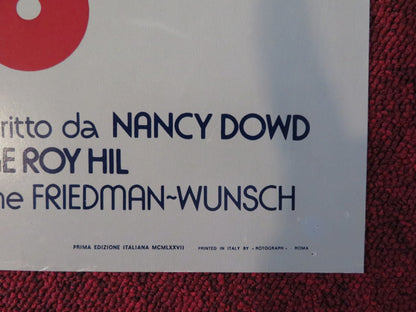 ritto da NANCY DOWD
E ROY HIL
ne FRIEDMAN~WUNSCH
PRIMA EDIZIONE ITALIANA MCMLXXVII PRINTED IN ITALY BY «ROTOGRAPH» ROMA